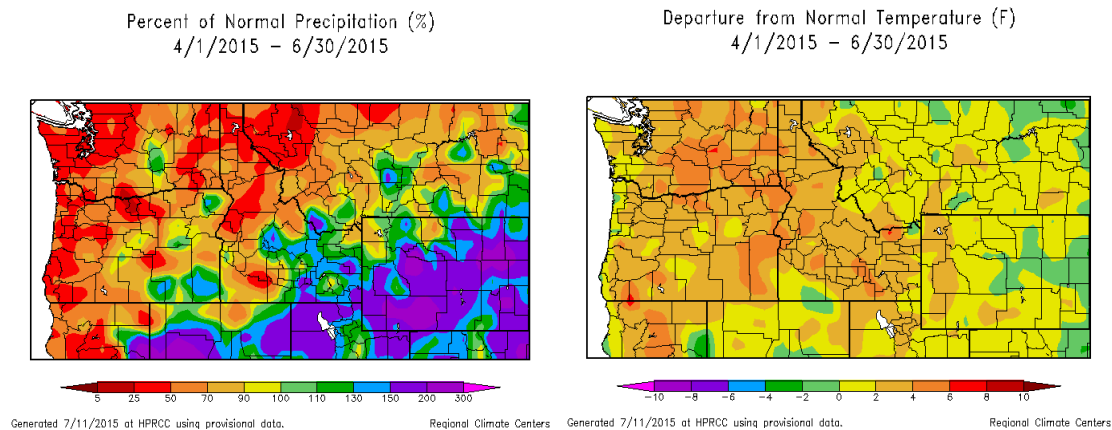 Percent of Normal Precipitation (%)
4/1/2015 – 6/30/2015
5 25 50 70 90 100 110 130 150 200 300
Generated 7/11/2015 at HPRCC using provisional data.
Regional Climate Centers
Departure from Normal Temperature (F)
4/1/2015 – 6/30/2015
-10 -8 -6 -4 -2 0 2 4 6 8 10
Generated 7/11/2015 at HPRCC using provisional data.
Regional Climate Centers